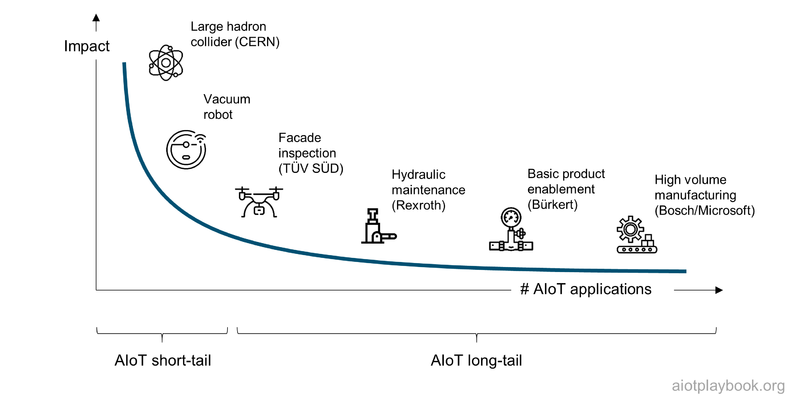 Impact
Large hadron
collider (CERN)
Vacuum
robot
Facade
inspection
(TÜV SÜD)
Hydraulic
maintenance
(Rexroth)
Basic product
enablement
(Bürkert)
High volume
manufacturing
(Bosch/Microsoft)
# AIoT applications
AIoT short-tail
AIoT long-tail
aiotplaybook.org